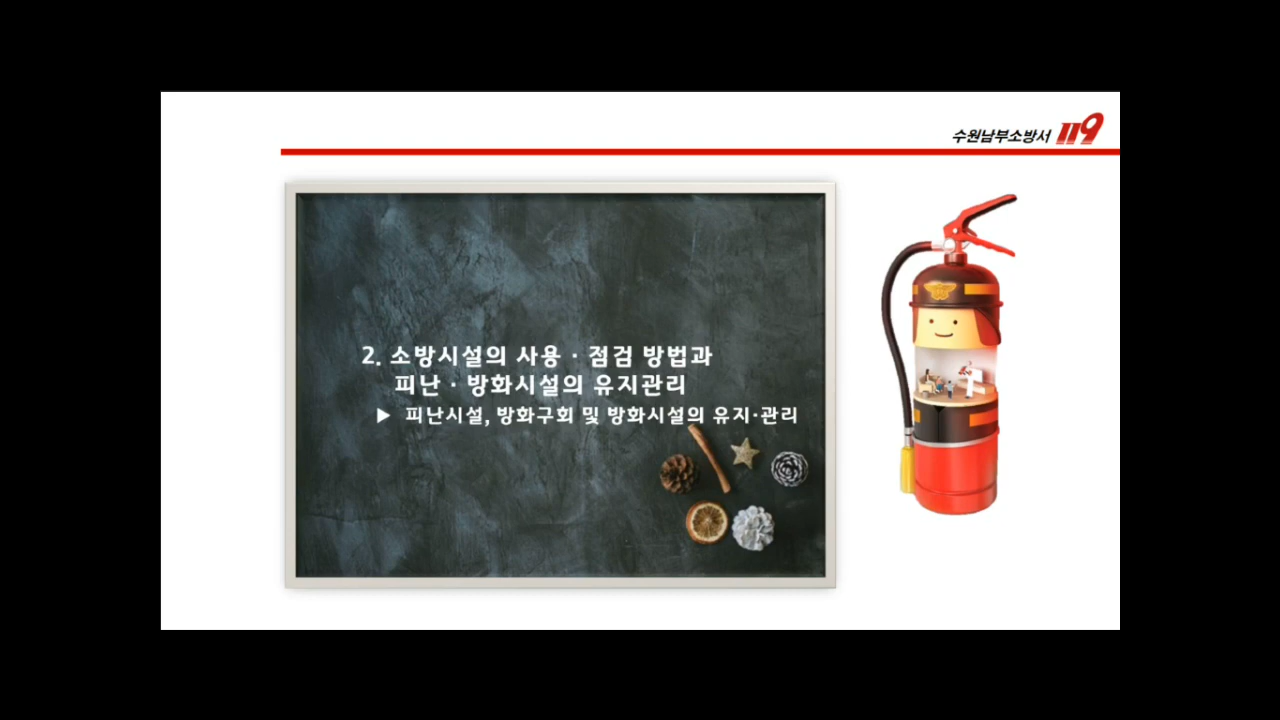 수원남부소방서 119
2. 소방시설의 사용 · 점검 방법과
피난 · 방화시설의 유지관리
▶ 피난시설, 방화구회 및 방화시설의 유지·관리